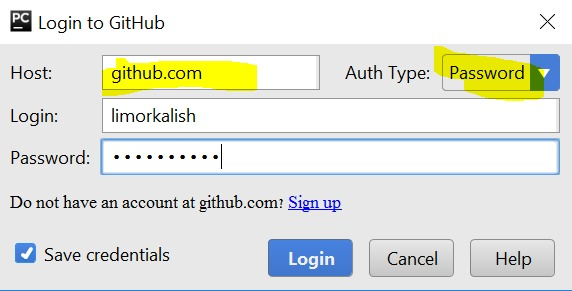 PC Login to GitHub
Host: github.com Auth Type: Password
Login: limorkalish
Password: ••••••••••
Do not have an account at github.com? Sign up
Save credentials Login Cancel Help